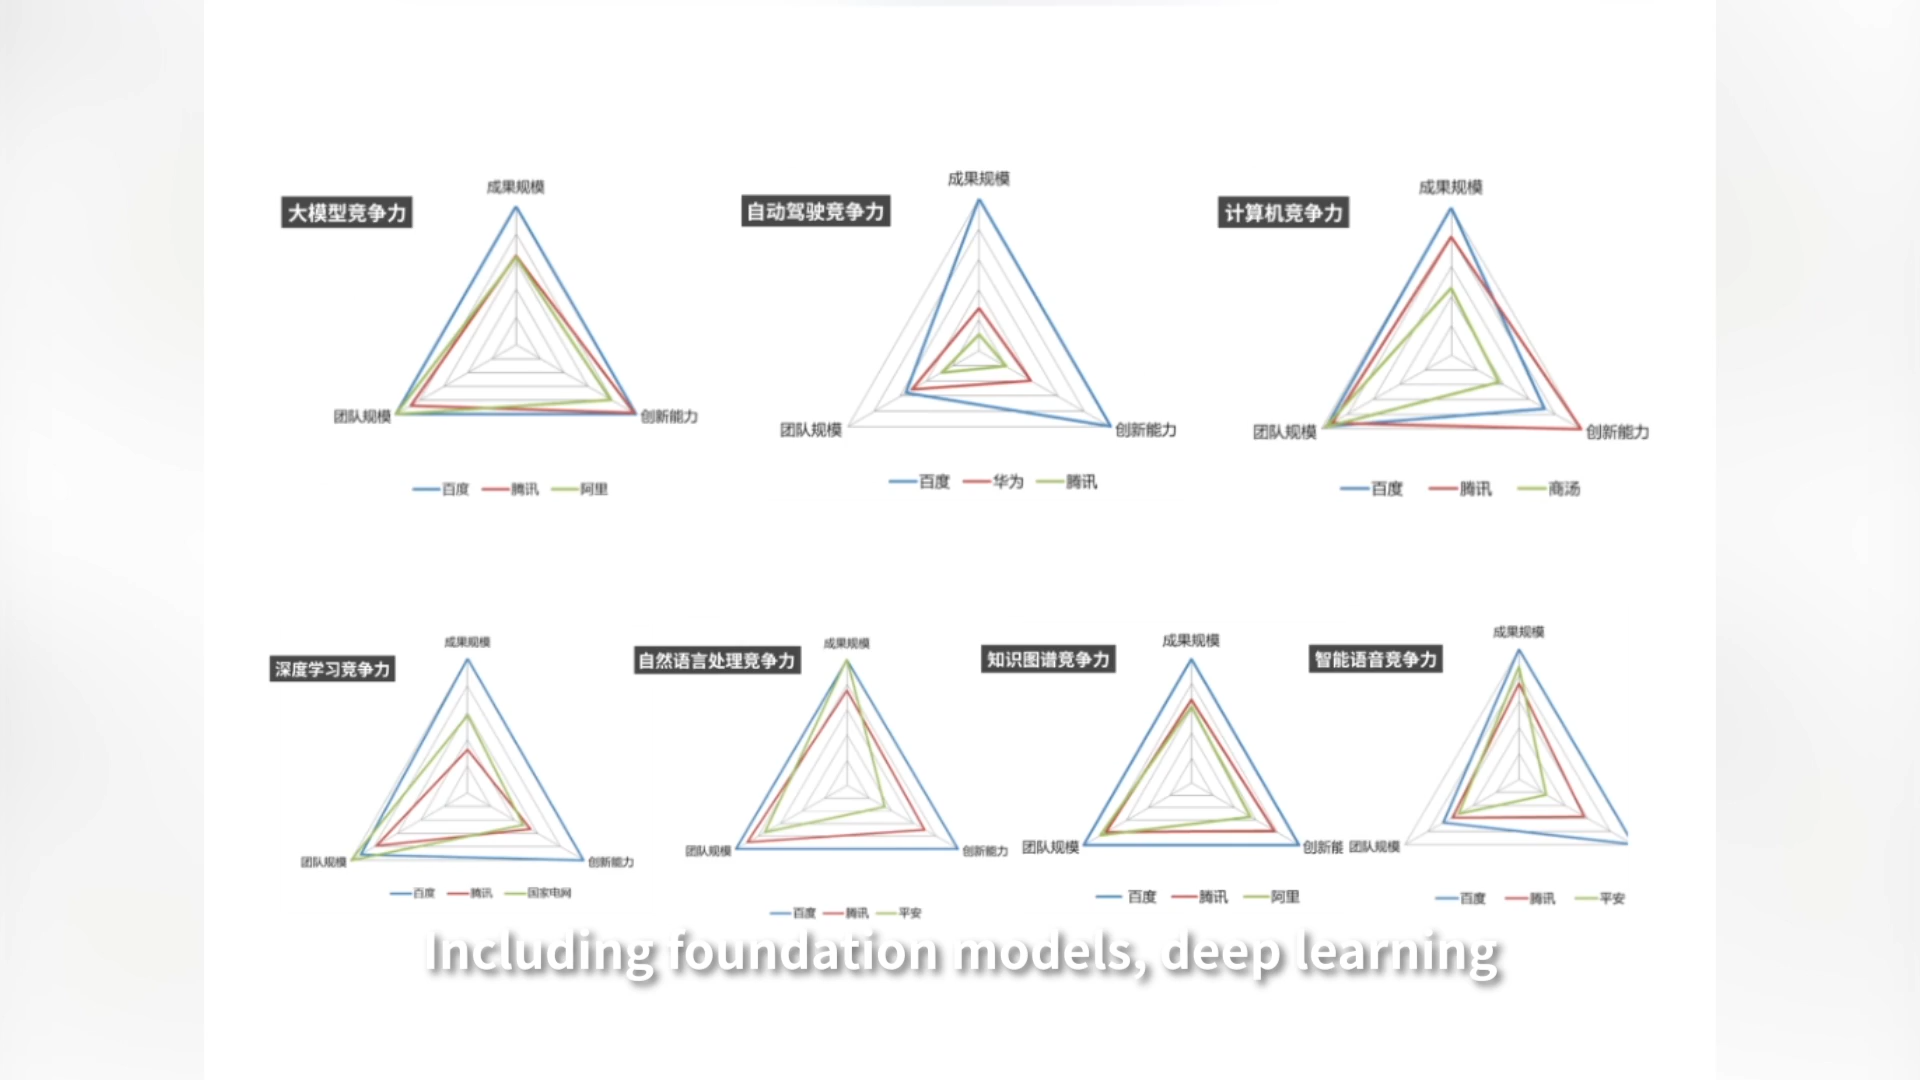 成果规模
大模型竞争力
团队规模
创新能力
百度 腾讯 阿里
成果规模
自动驾驶竞争力
团队规模
创新能力
百度 华为 腾讯
成果规模
计算机竞争力
团队规模
创新能力
百度 腾讯 商汤
成果规模
深度学习竞争力
团队规模
创新能力
百度 腾讯 国家电网
成果规模
自然语言处理竞争力
团队规模
创新能力
百度 腾讯 平安
成果规模
知识图谱竞争力
团队规模
创新能
百度 腾讯 阿里
成果规模
智能语音竞争力
团队规模
百度 腾讯 平安
Including foundation models, deep learning